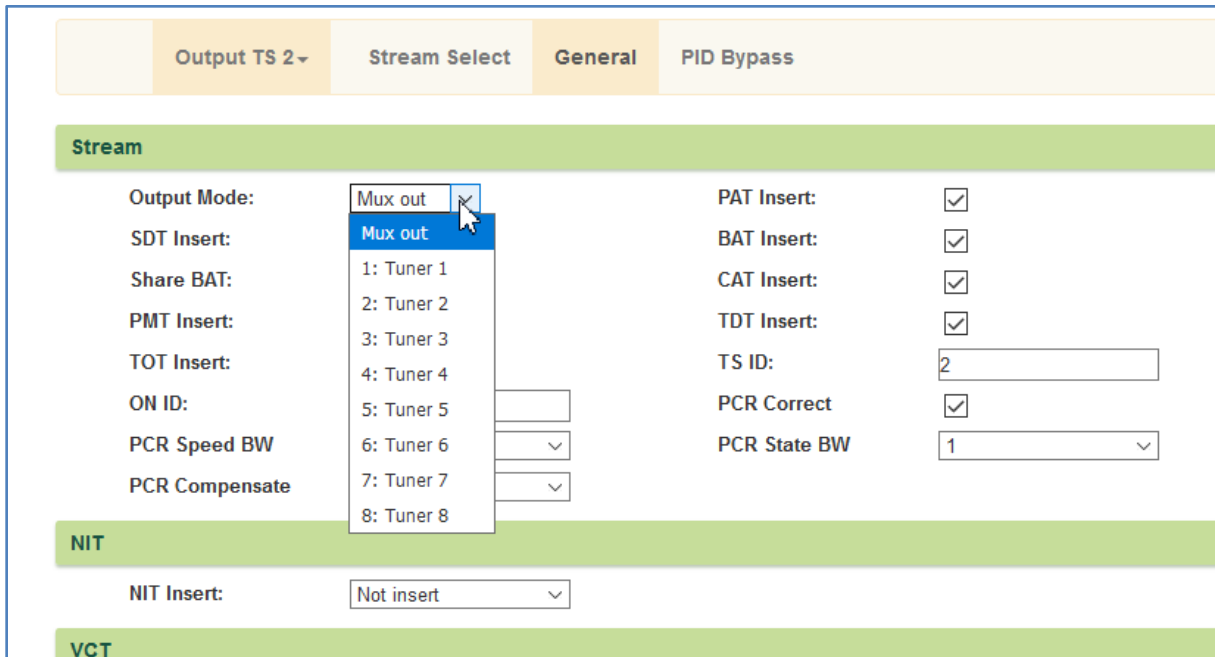 Output TS 2 Stream Select General PID Bypass
Stream
Output Mode: Mux out PAT Insert:
SDT Insert: Mux out BAT Insert:
Share BAT: 1: Tuner 1 CAT Insert:
2: Tuner 2
PMT Insert: 3: Tuner 3 TDT Insert:
TOT Insert: 4: Tuner 4 TS ID: 2
ON ID: 5: Tuner 5 PCR Correct
PCR Speed BW 6: Tuner 6 PCR State BW 1
PCR Compensate 7: Tuner 7
8: Tuner 8
NIT
NIT Insert: Not insert
VCT